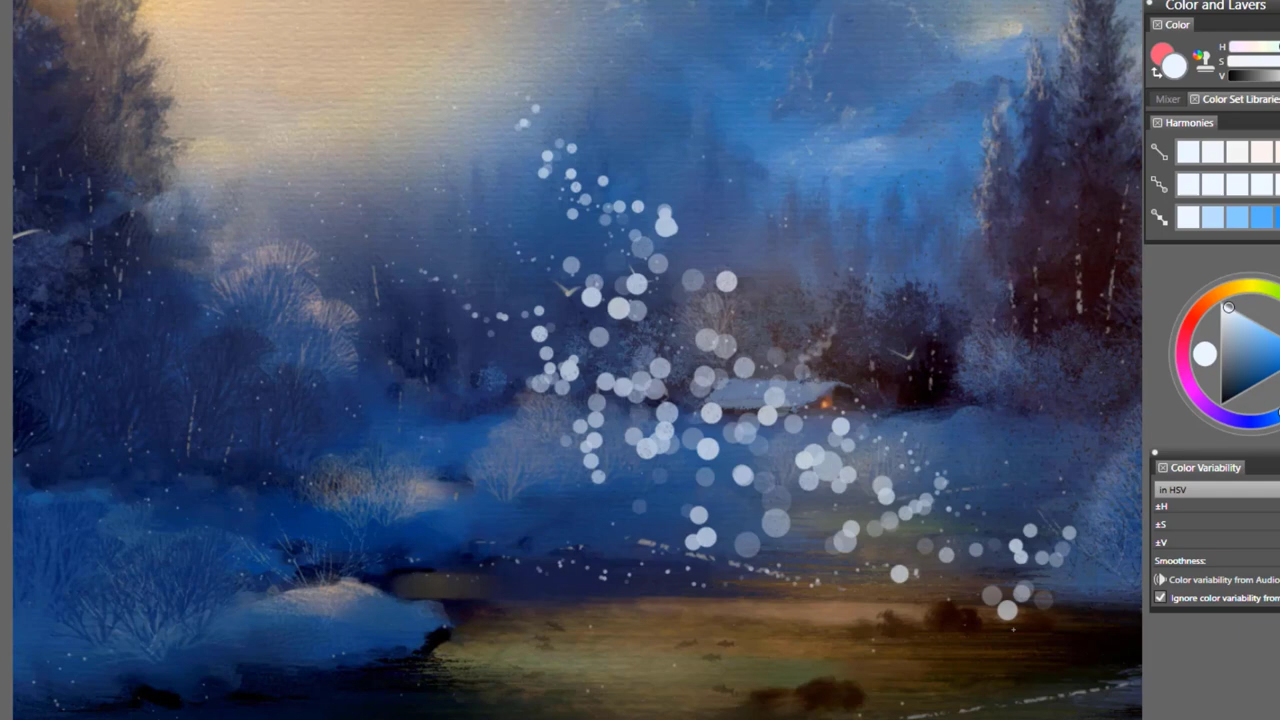 Color and Layers
Color
H
S
V
Mixer
Color Set Librarie
Harmonies
Color Variability
in HSV
±H
±S
±V
Smoothness:
Color variability from Audio
Ignore color variability from